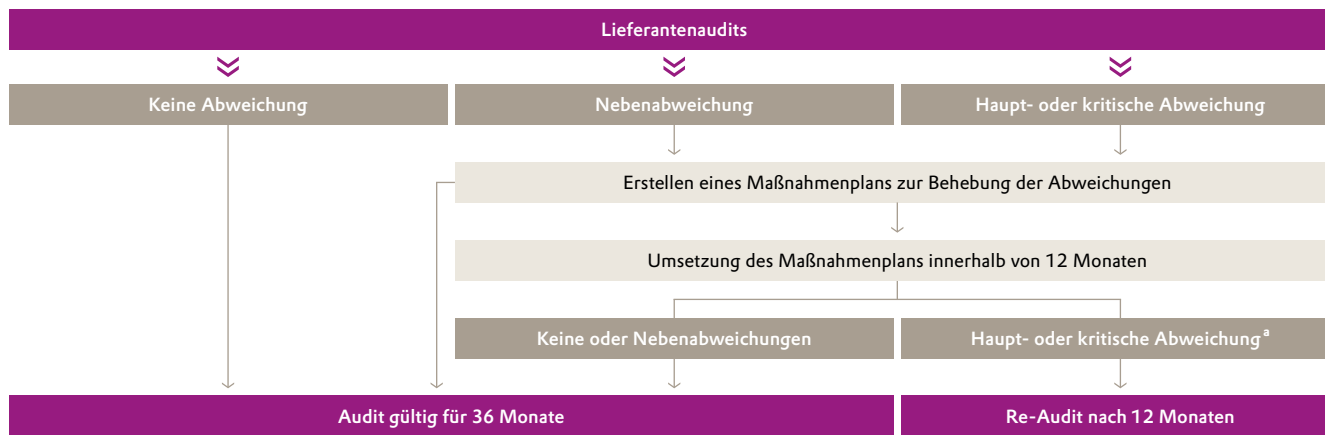 Lieferantenaudits
Keine Abweichung
Nebenabweichung
Haupt- oder kritische Abweichung
Erstellen eines Maßnahmenplans zur Behebung der Abweichungen
Umsetzung des Maßnahmenplans innerhalb von 12 Monaten
Keine oder Nebenabweichungen
Haupt- oder kritische Abweichungᵃ
Audit gültig für 36 Monate
Re-Audit nach 12 Monaten